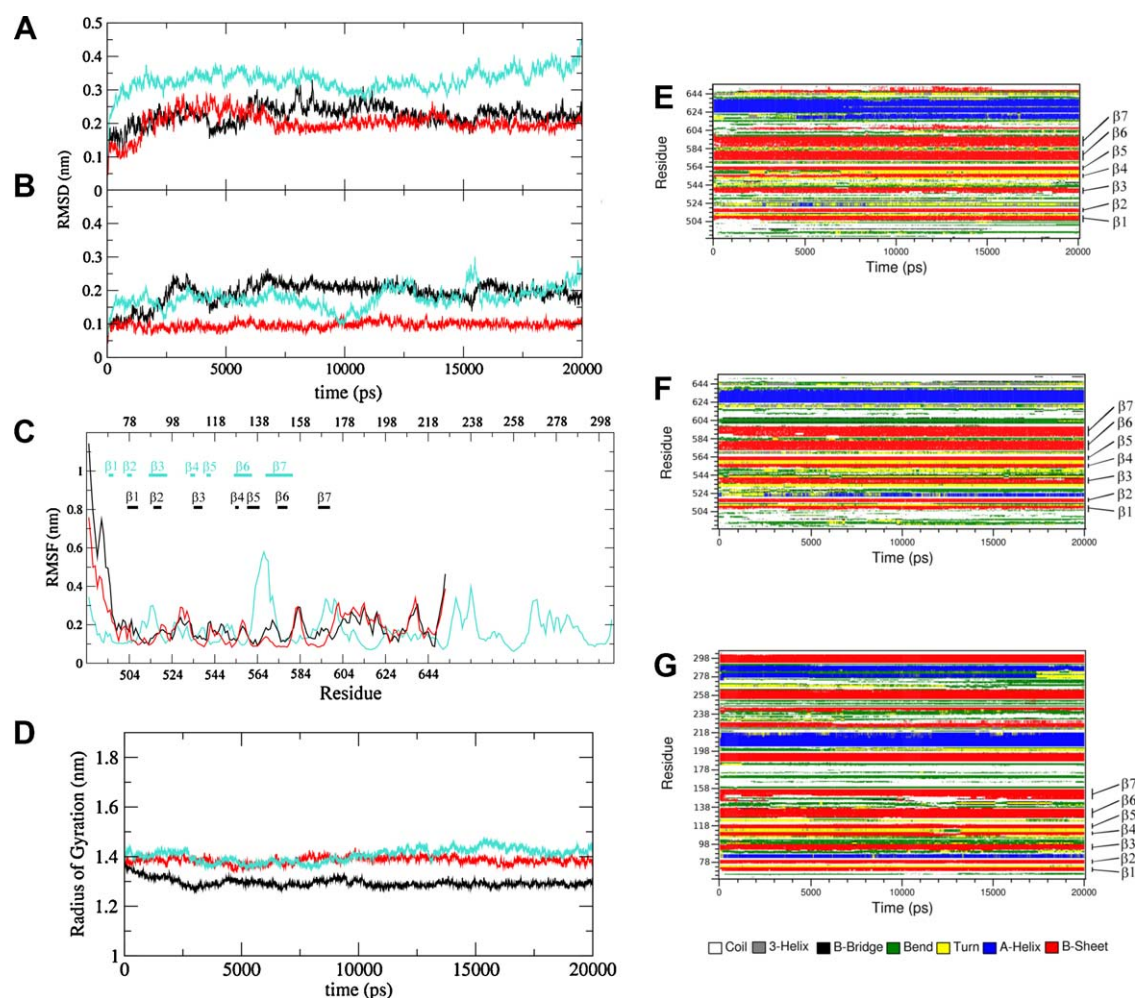 A
0.5
0.4
0.3
0.2
0.1
0
RMSD (nm)
B
0.4
0.3
0.2
0.1
0
0 5000 10000 15000 20000
time (ps)
C
78 98 118 138 158 178 198 218 238 258 278 298
1
0.8
0.6
0.4
0.2
0
RMSF (nm)
β1 β2 β3 β4 β5 β6 β7
β1 β2 β3 β4 β5 β6 β7
504 524 544 564 584 604 624 644
Residue
D
1.8
1.6
1.4
1.2
1
Radius of Gyration (nm)
0 5000 10000 15000 20000
time (ps)
E
644
624
604
584
564
544
524
504
Residue
0 5000 10000 15000 20000
Time (ps)
β7
β6
β5
β4
β3
β2
β1
F
644
624
604
584
564
544
524
504
Residue
0 5000 10000 15000 20000
Time (ps)
β7
β6
β5
β4
β3
β2
β1
G
298
278
258
238
218
198
178
158
138
118
98
78
Residue
0 5000 10000 15000 20000
Time (ps)
β7
β6
β5
β4
β3
β2
β1
Coil 3-Helix B-Bridge Bend Turn A-Helix B-Sheet